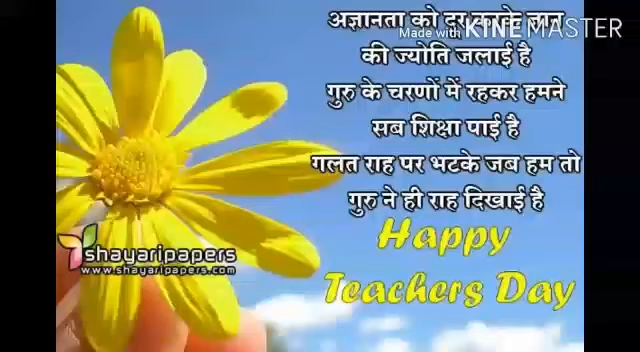 अज्ञानता को दूर करके ज्ञान
Made with KINEMASTER
की ज्योति जलाई है
गुरु के चरणों में रहकर हमने
सब शिक्षा पाई है
गलत राह पर भटके जब हम तो
गुरु ने ही राह दिखाई है
Happy
Teachers Day
shayaripapers
www.shayaripapers.com